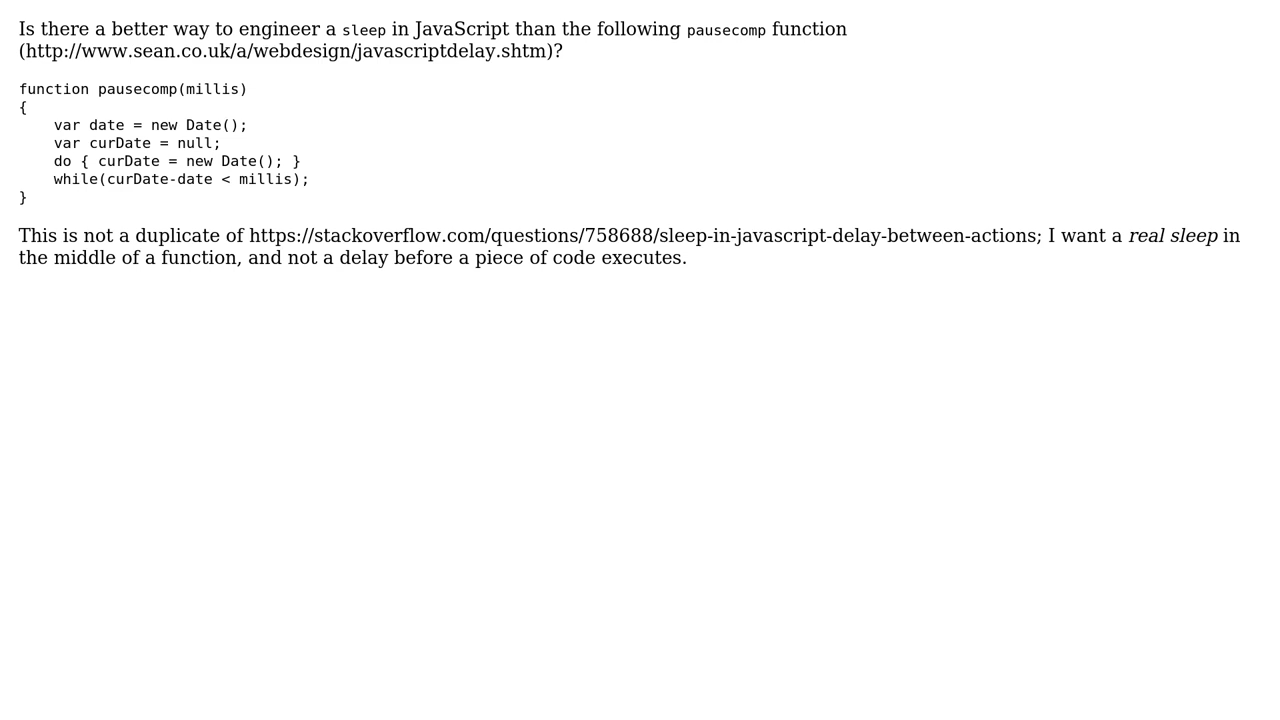 Is there a better way to engineer a sleep in JavaScript than the following pausecomp function
(http://www.sean.co.uk/a/webdesign/javascriptdelay.shtm)?
function pausecomp(millis)
{
    var date = new Date();
    var curDate = null;
    do { curDate = new Date(); }
    while(curDate-date < millis);
}
This is not a duplicate of https://stackoverflow.com/questions/758688/sleep-in-javascript-delay-between-actions; I want a real sleep in
the middle of a function, and not a delay before a piece of code executes.